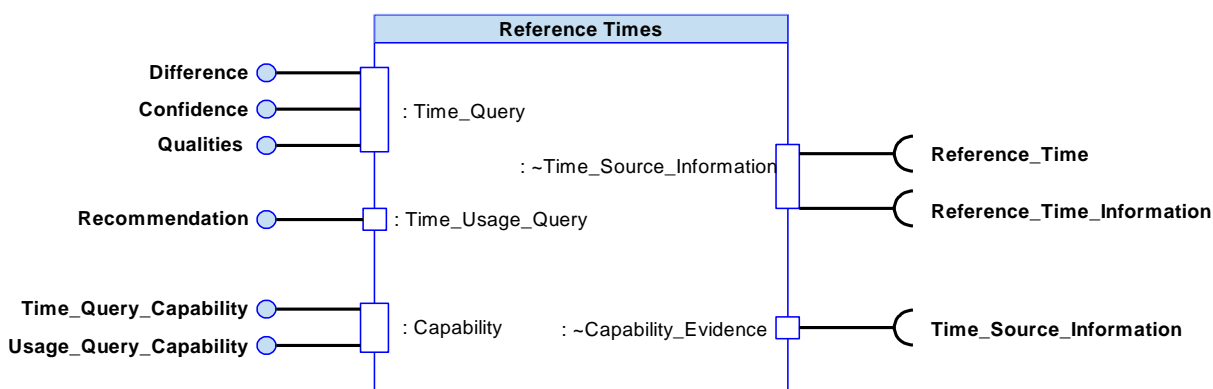 Reference Times
Difference
Confidence
Qualities
: Time_Query
Recommendation
: Time_Usage_Query
Time_Query_Capability
Usage_Query_Capability
: Capability
: ~Time_Source_Information
Reference_Time
Reference_Time_Information
: ~Capability_Evidence
Time_Source_Information